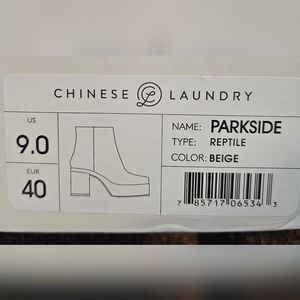 CHINESE LAUNDRY
US
9.0
EUR
40
NAME: PARKSIDE
TYPE: REPTILE
COLOR: BEIGE
7 85717 06534 3